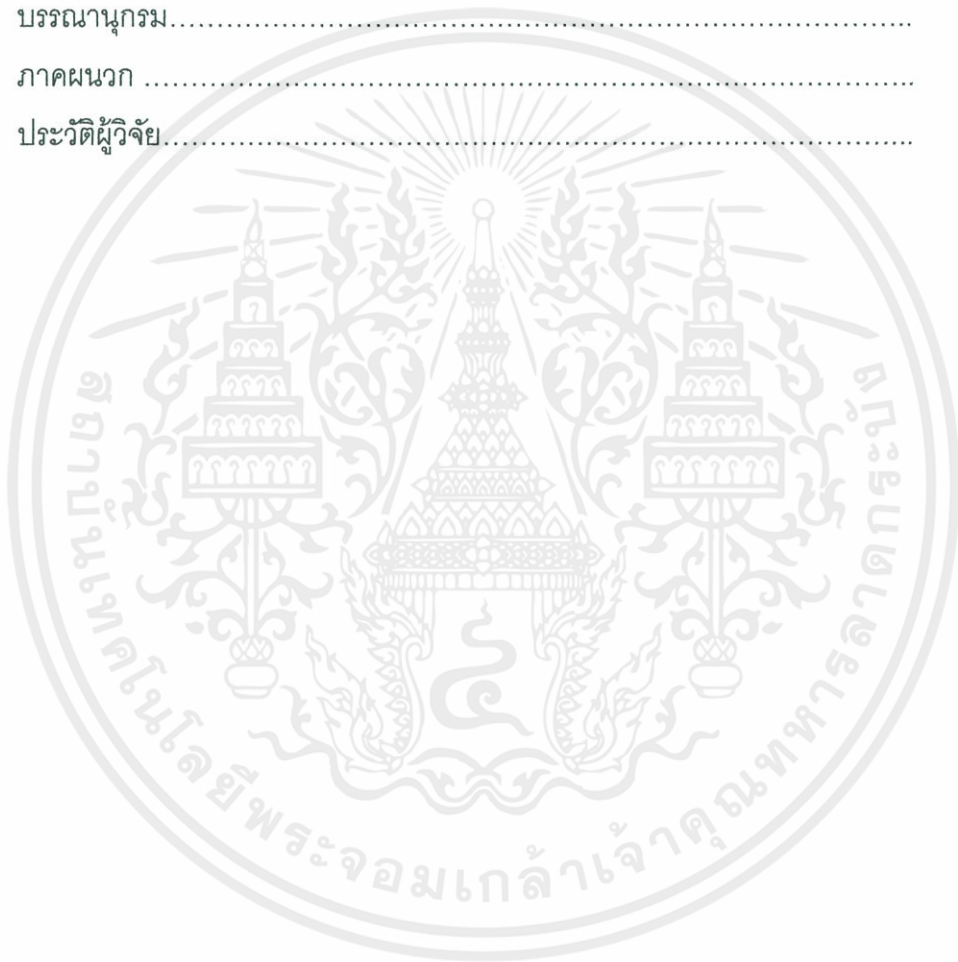 บรรณานุกรม................................................................................
ภาคผนวก ................................................................................
ประวัติผู้วิจัย................................................................................
สถาบันเทคโนโลยีพระจอมเกล้าเจ้าคุณทหารลาดกระบัง
๔